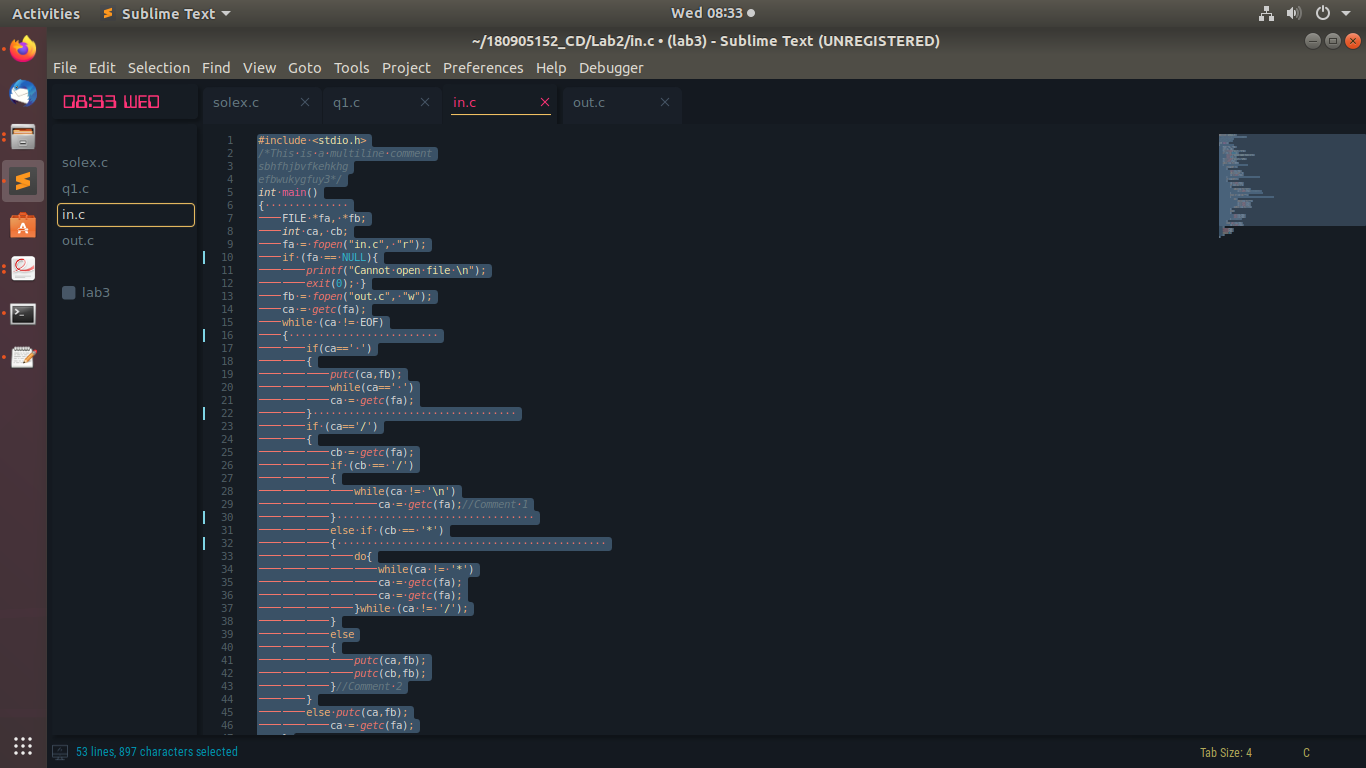 Activities
Sublime Text
Wed 08:33
~/180905152_CD/Lab2/in.c • (lab3) - Sublime Text (UNREGISTERED)
File Edit Selection Find View Goto Tools Project Preferences Help Debugger
08:33 WED
solex.c
q1.c
in.c
out.c
lab3
solex.c q1.c in.c out.c
1 #include <stdio.h>
2 /*This is a multiline comment
3 sbhfhjbvfkehkhg
4 efbwukygfuy3*/
5 int main()
6 {
7 FILE *fa, *fb;
8 int ca, cb;
9 fa = fopen("in.c", "r");
10 if (fa == NULL){
11 printf("Cannot open file \n");
12 exit(0); }
13 fb = fopen("out.c", "w");
14 ca = getc(fa);
15 while (ca != EOF)
16 {
17 if(ca==' ')
18 {
19 putc(ca,fb);
20 while(ca==' ')
21 ca = getc(fa);
22 }
23 if (ca=='/')
24 {
25 cb = getc(fa);
26 if (cb == '/')
27 {
28 while(ca != '\n')
29 ca = getc(fa);//Comment 1
30 }
31 else if (cb == '*')
32 {
33 do{
34 while(ca != '*')
35 ca = getc(fa);
36 ca = getc(fa);
37 }while (ca != '/');
38 }
39 else
40 {
41 putc(ca,fb);
42 putc(cb,fb);
43 }//Comment 2
44 }
45 else putc(ca,fb);
46 ca = getc(fa);
53 lines, 897 characters selected
Tab Size: 4
C